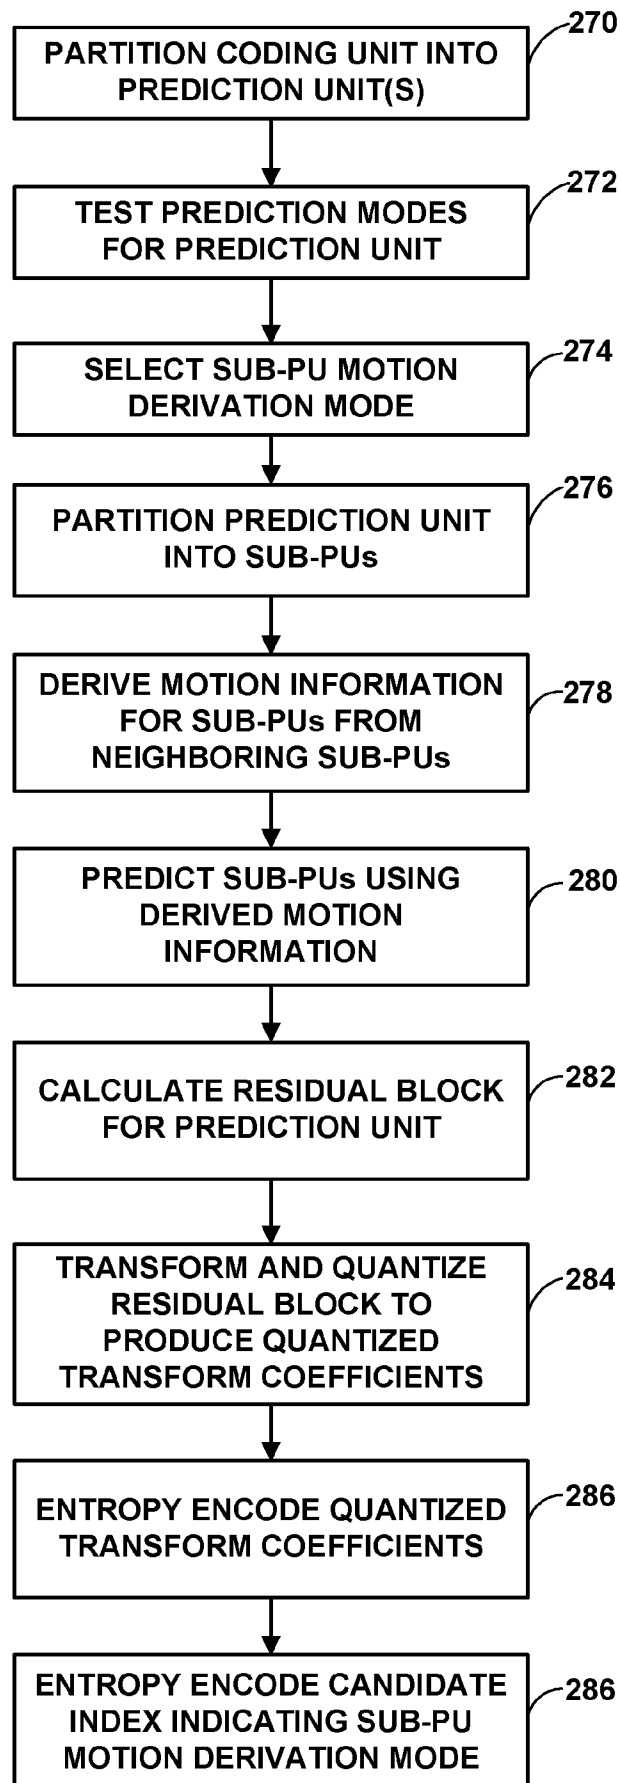 270
PARTITION CODING UNIT INTO
PREDICTION UNIT(S)
272
TEST PREDICTION MODES
FOR PREDICTION UNIT
274
SELECT SUB-PU MOTION
DERIVATION MODE
276
PARTITION PREDICTION UNIT
INTO SUB-PUs
278
DERIVE MOTION INFORMATION
FOR SUB-PUs FROM
NEIGHBORING SUB-PUs
280
PREDICT SUB-PUs USING
DERIVED MOTION
INFORMATION
282
CALCULATE RESIDUAL BLOCK
FOR PREDICTION UNIT
284
TRANSFORM AND QUANTIZE
RESIDUAL BLOCK TO
PRODUCE QUANTIZED
TRANSFORM COEFFICIENTS
286
ENTROPY ENCODE QUANTIZED
TRANSFORM COEFFICIENTS
286
ENTROPY ENCODE CANDIDATE
INDEX INDICATING SUB-PU
MOTION DERIVATION MODE